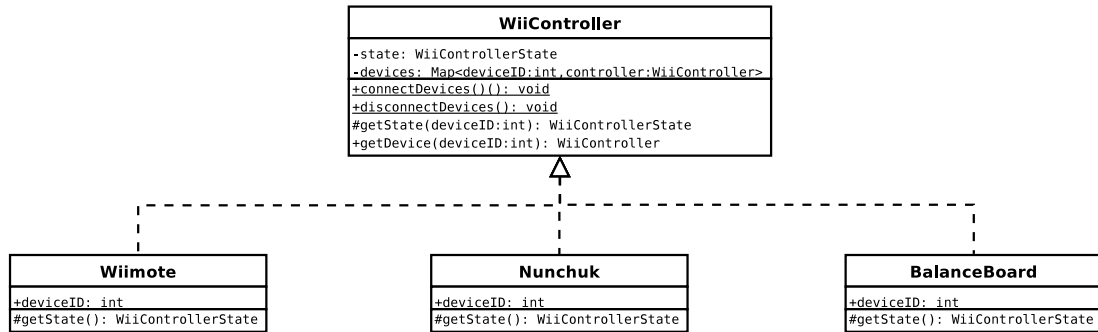 WiiController
-state: WiiControllerState
-devices: Map<deviceID:int,controller:WiiController>
+connectDevices()(): void
+disconnectDevices(): void
#getState(deviceID:int): WiiControllerState
+getDevice(deviceID:int): WiiController
Wiimote
+deviceID: int
#getState(): WiiControllerState
Nunchuk
+deviceID: int
#getState(): WiiControllerState
BalanceBoard
+deviceID: int
#getState(): WiiControllerState